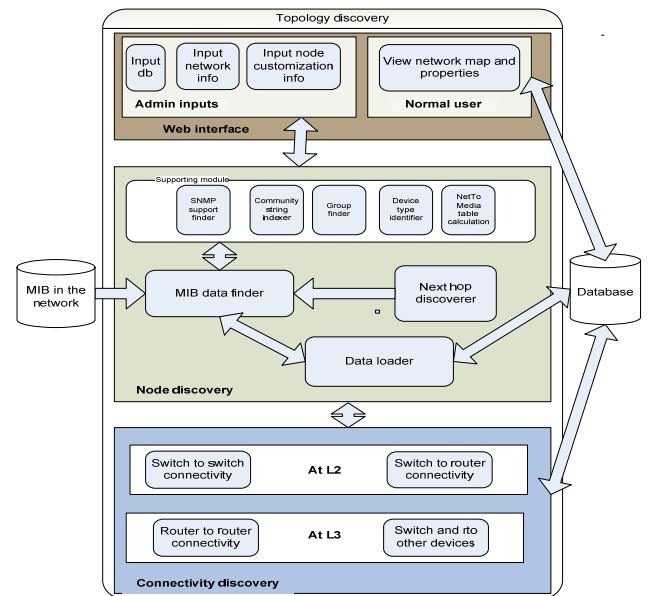 Topology discovery
Input
db
Input
network
info
Input node
customization
info
Admin inputs
View network map and
properties
Normal user
Web interface
Supporting module
SNMP
support
finder
Community
string
indexer
Group
finder
Device
type
identifier
NetTo
Media
table
calculation
MIB in the
network
MIB data finder
Next hop
discoverer
Database
Data loader
Node discovery
Switch to switch
connectivity
At L2
Switch to router
connectivity
Router to router
connectivity
At L3
Switch and rto
other devices
Connectivity discovery